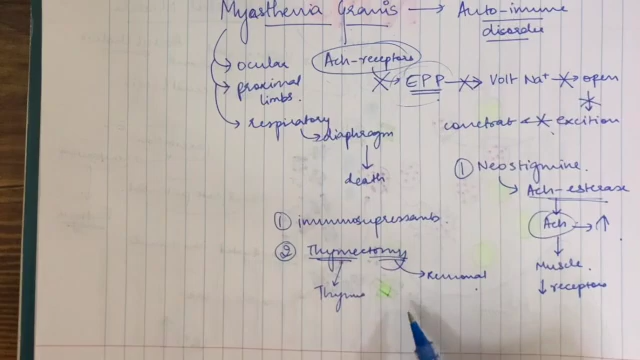 Myasthenia Gravis → Auto-immune
disorder
→ ocular
→ proximal
limbs.
→ respiratory
→ diaphragm
↓
death
Ach-receptors
EPP Volt Na⁺ open
contract excition
① Neostigmine.
→ Ach-esterase
↓
Ach → ↑
↓
Muscle.
↓ receptors
① immunosupressants
② Thymectomy
Thymus
→ Removal